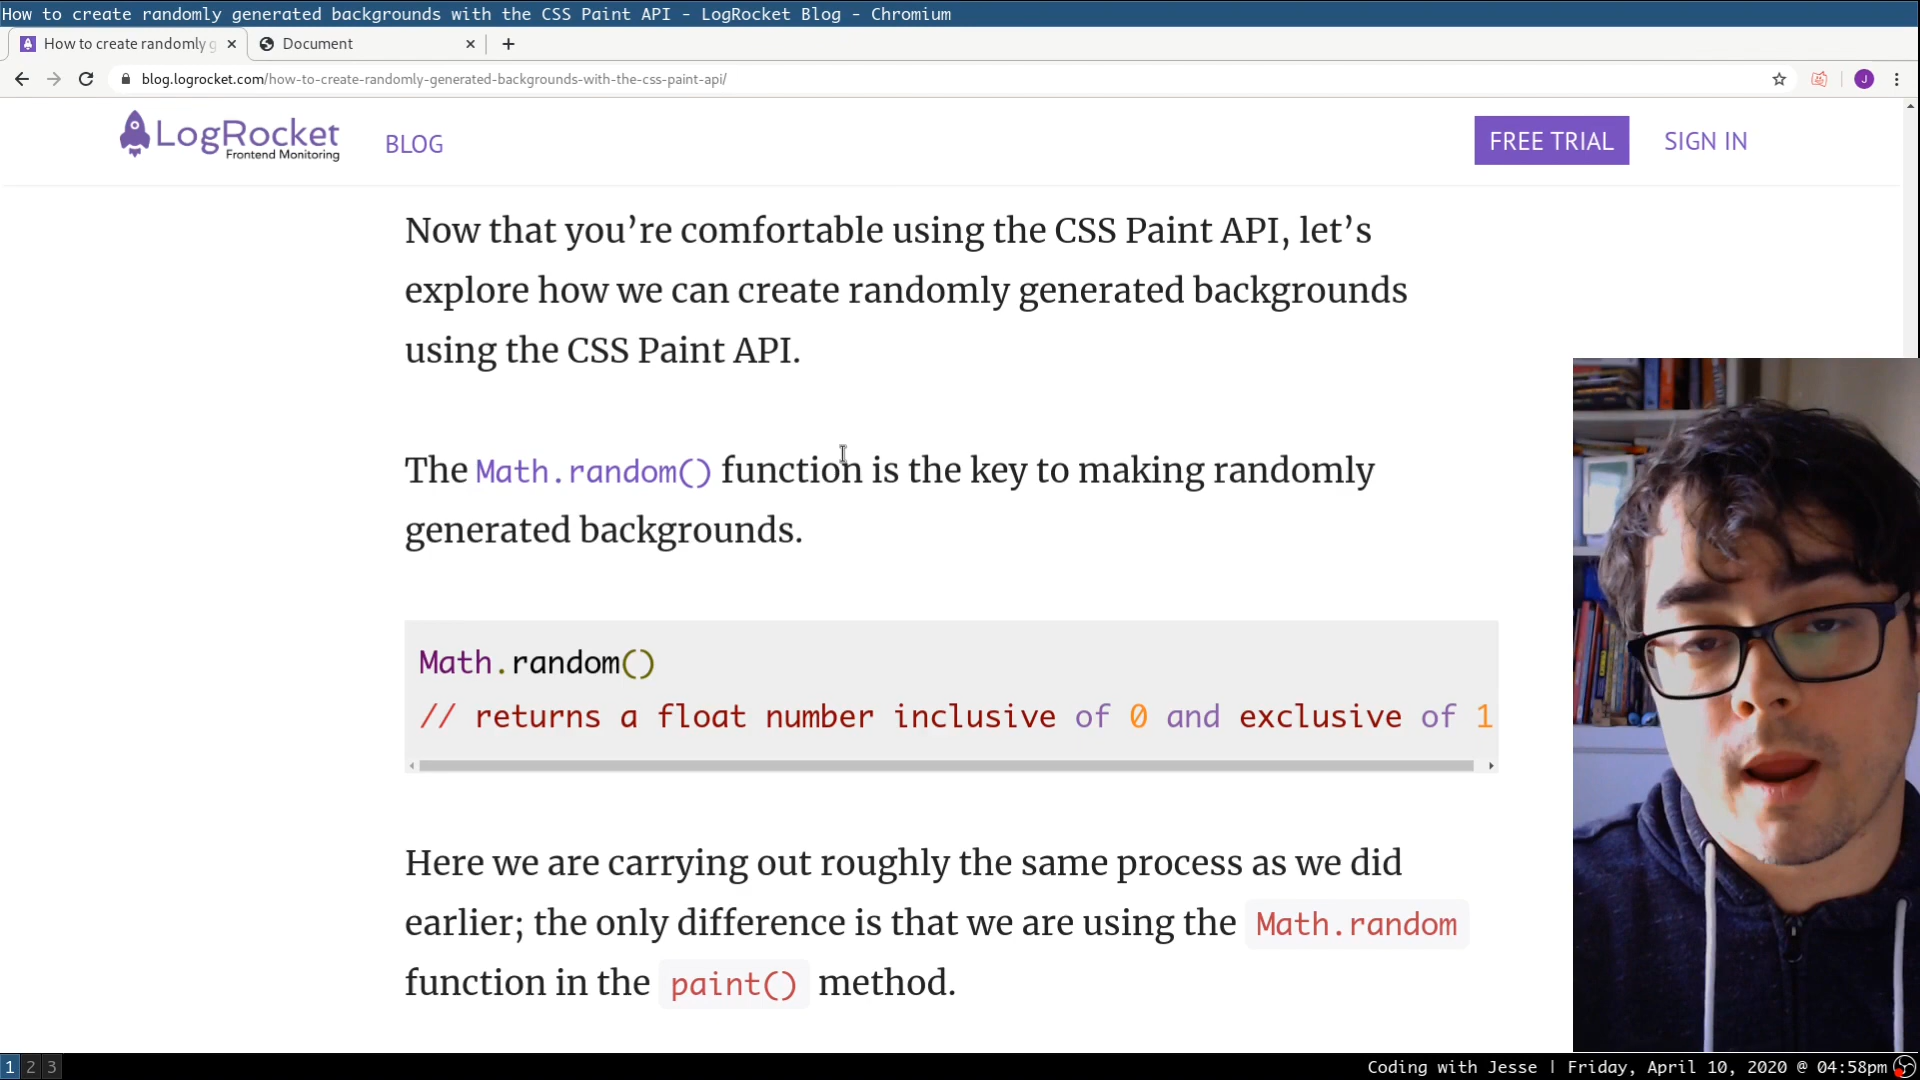 How to create randomly generated backgrounds with the CSS Paint API - LogRocket Blog - Chromium
How to create randomly g
Document
blog.logrocket.com/how-to-create-randomly-generated-backgrounds-with-the-css-paint-api/
J
LogRocket
Frontend Monitoring
BLOG
FREE TRIAL
SIGN IN
Now that you’re comfortable using the CSS Paint API, let’s
explore how we can create randomly generated backgrounds
using the CSS Paint API.
The Math.random() function is the key to making randomly
generated backgrounds.
Math.random()
// returns a float number inclusive of 0 and exclusive of 1
Here we are carrying out roughly the same process as we did
earlier; the only difference is that we are using the Math.random
function in the paint() method.
1 2 3
Coding with Jesse | Friday, April 10, 2020 @ 04:58pm